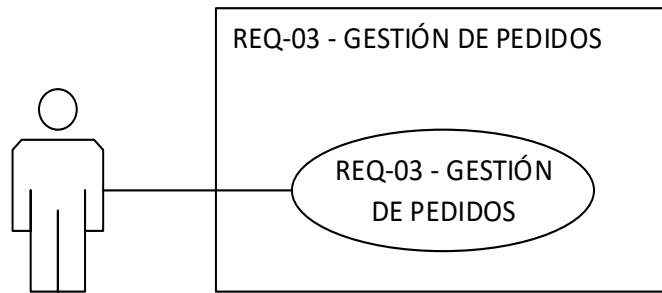 REQ-03 - GESTIÓN DE PEDIDOS
REQ-03 - GESTIÓN
DE PEDIDOS